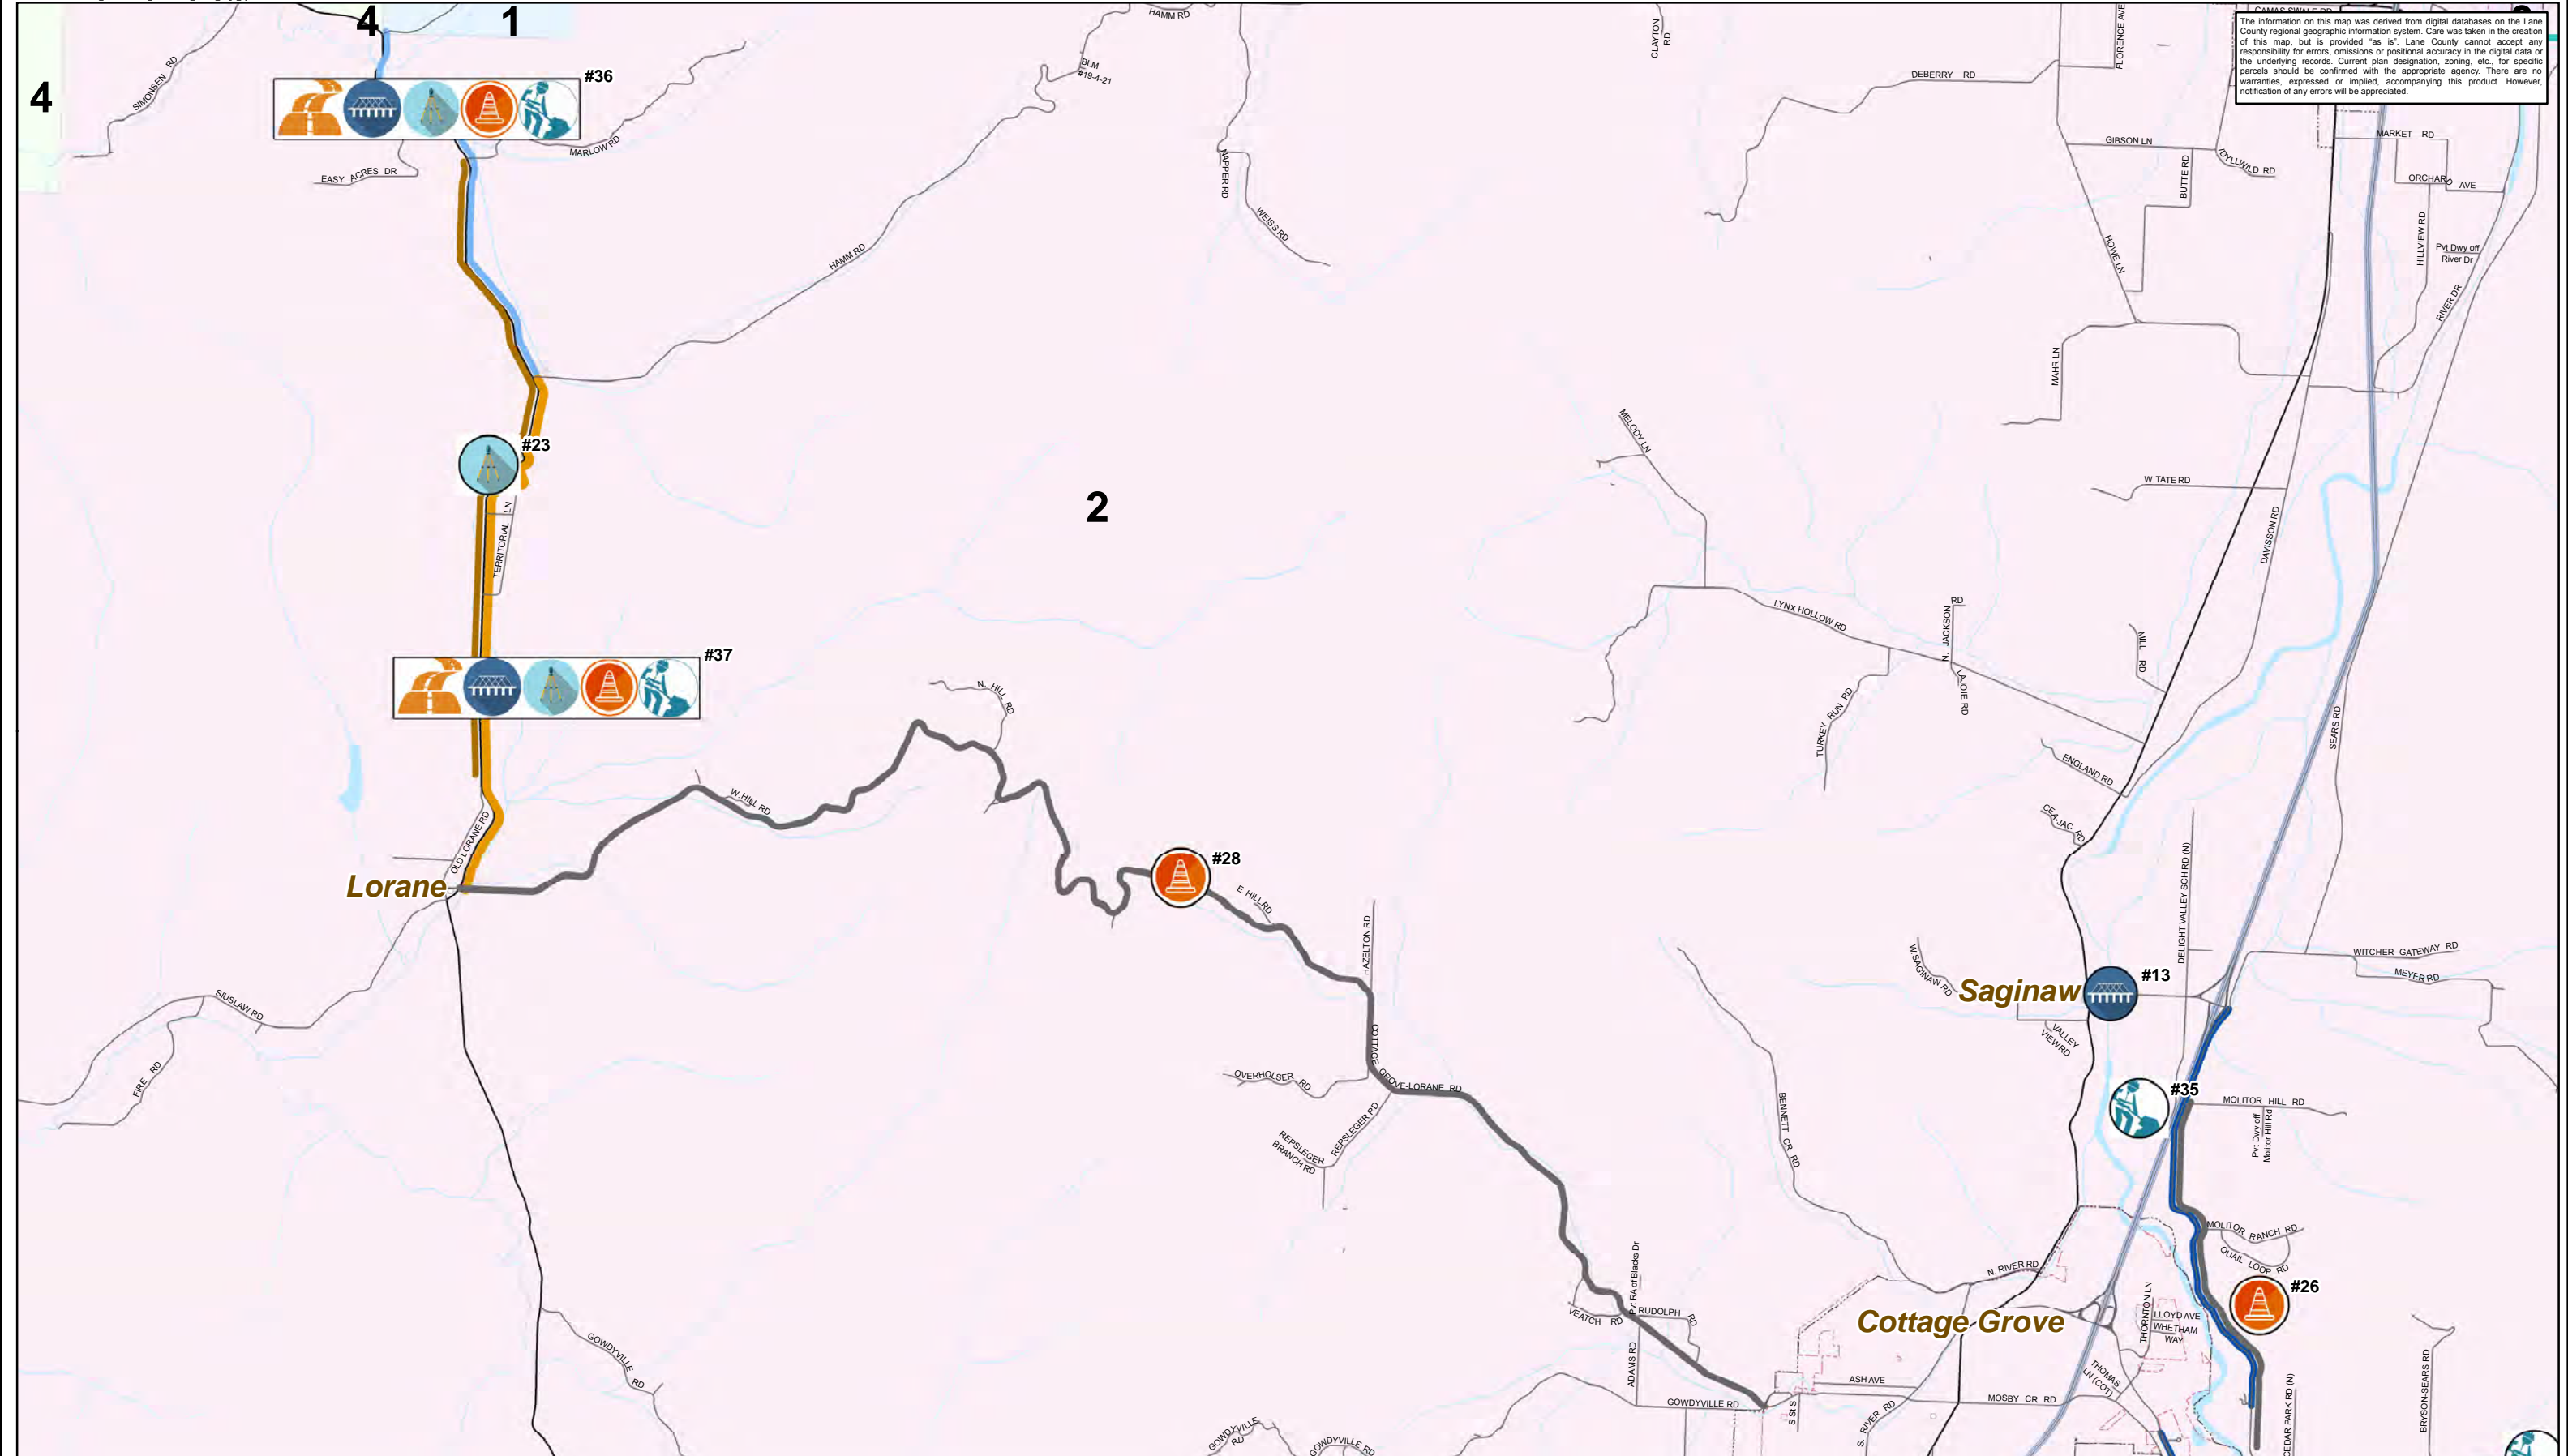 4
1
HAMM RD
CLAYTON
RD
FLORENCE AVE
CAMAS SWALE RD
The information on this map was derived from digital databases on the Lane
County regional geographic information system. Care was taken in the creation
of this map, but is provided "as is". Lane County cannot accept any
responsibility for errors, omissions or positional accuracy in the digital data or
the underlying records. Current plan designation, zoning, etc., for specific
parcels should be confirmed with the appropriate agency. There are no
warranties, expressed or implied, accompanying this product. However,
notification of any errors will be appreciated.
4
SIMONSEN RD
#36
BLM
#19-4-21
DEBERRY RD
MARLOW RD
EASY ACRES DR
NAPPER RD
WEISS RD
GIBSON LN
IDYLLWILD RD
BUTTE RD
MARKET RD
ORCHARD AVE
HILLVIEW RD
Pvt Dwy off
River Dr
HOWE LN
RIVER DR
HAMM RD
MAHR LN
#23
MELODY LN
2
W. TATE RD
TERRITORIAL LN
DAVISSON RD
LYNX HOLLOW RD
N. JACKSON
RD
MILL RD
#37
N. HILL RD
LAJOIE RD
TURKEY RUN RD
SEARS RD
ENGLAND RD
W. HILL RD
CEAJAC RD
OLD LORANE RD
Lorane
#28
E. HILL RD
DELIGHT VALLEY SCH RD (N)
HAZELTON RD
WITCHER GATEWAY RD
MEYER RD
W.SAGINAW RD
Saginaw
#13
SIUSLAW RD
VALLEY
VIEW RD
FIRE RD
COTTAGE GROVE-LORANE RD
OVERHOLSER RD
#35
MOLITOR HILL RD
Pvt Dwy off
Molitor Hill Rd
BENNETT CR RD
REPSLEGER RD
REPSLEGER
BRANCH RD
MOLITOR RANCH RD
QUAIL LOOP RD
N. RIVER RD
#26
Pvt RA of Blacks Dr
VEATCH RD
RUDOLPH RD
Cottage Grove
THORNTON LN
LLOYD AVE
WHETHAM
WAY
GOWDYVILLE RD
ADAMS RD
ASH AVE
THOMAS
LN (COT)
MOSBY CR RD
GOWDYVILLE RD
S St S
S. RIVER RD
BRYSON-SEARS RD
CEDAR PARK RD (N)
GOWDYVILLE
RD
GOWDYVILLE RD